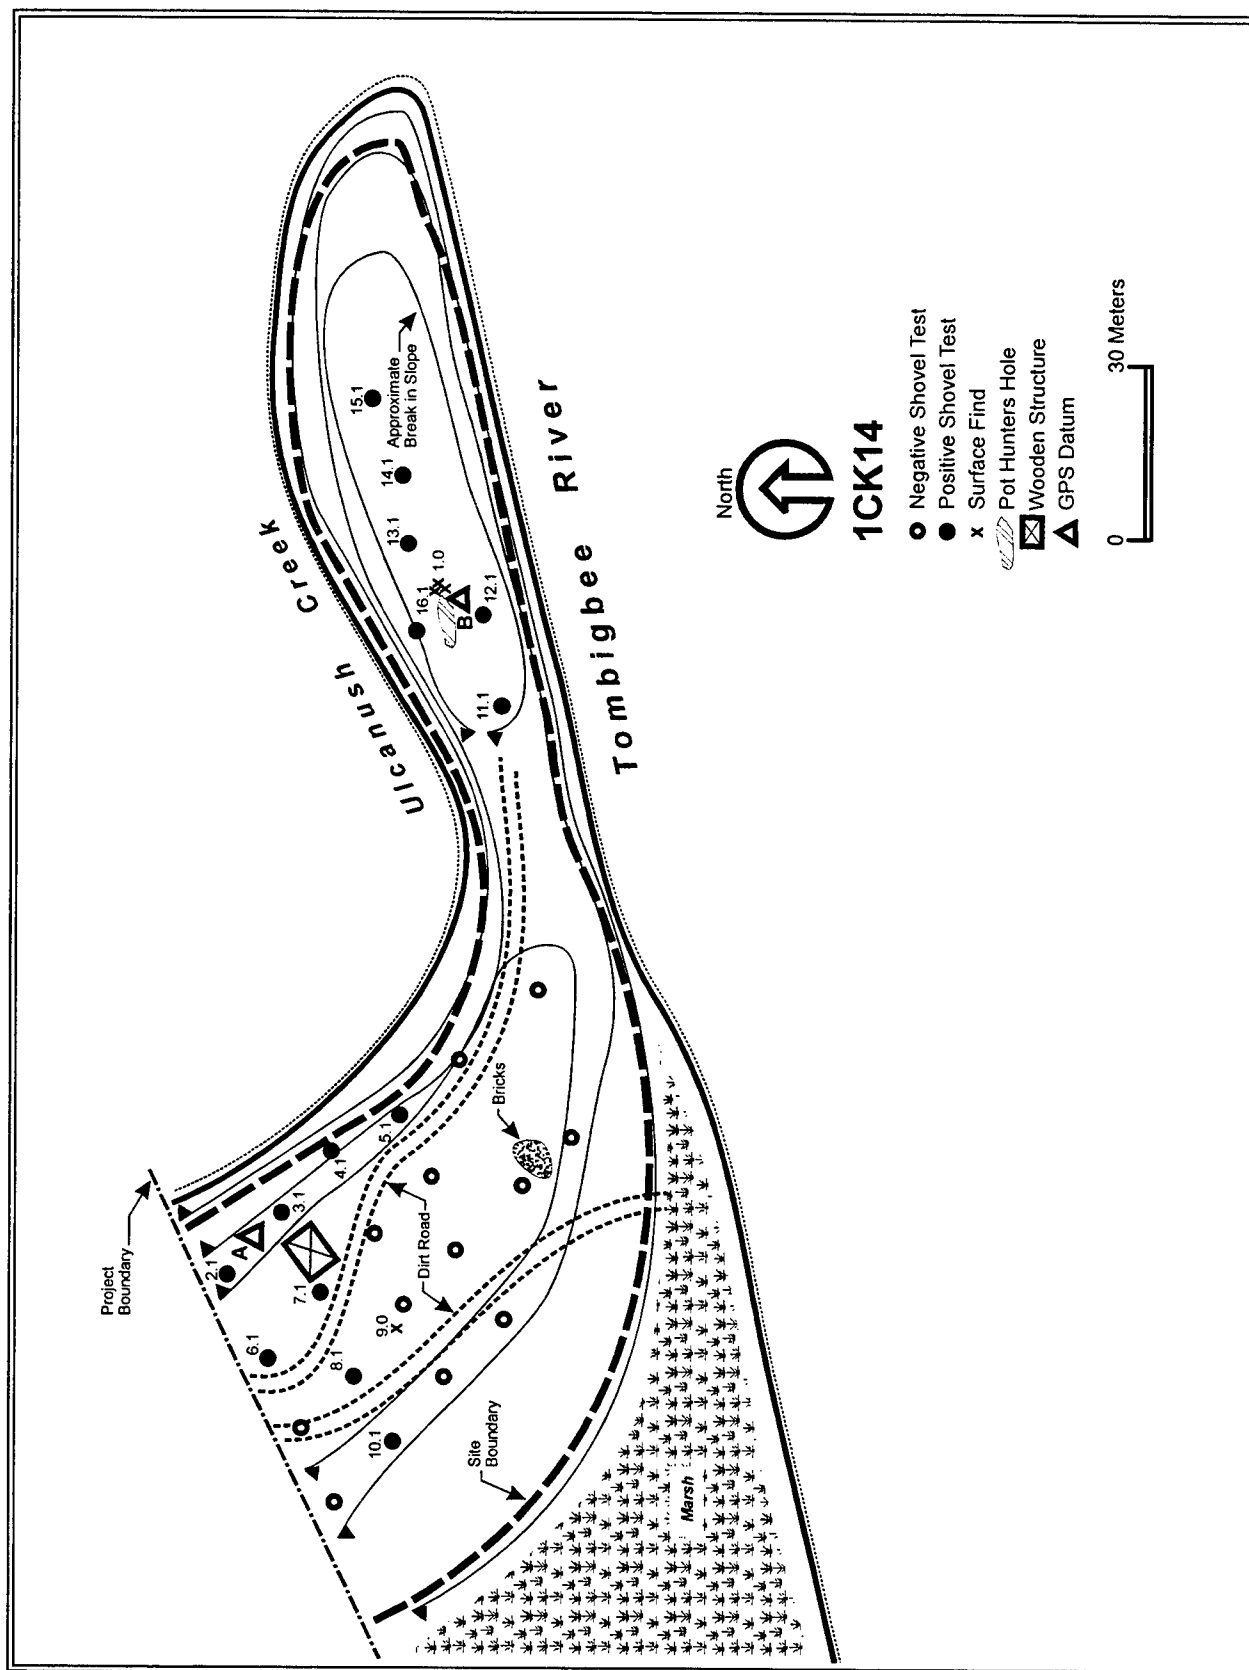 Project
Boundary
2.1
A
3.1
4.1
5.1
6.1
7.1
8.1
9.0
x
10.1
Dirt Road
Bricks
Site
Boundary
Marsh
Ulcanush Creek
Tombigbee River
11.1
12.1
B
16.1
x
x
1.0
13.1
14.1
15.1
Approximate
Break in Slope
North
1CK14
Negative Shovel Test
Positive Shovel Test
x Surface Find
Pot Hunters Hole
Wooden Structure
GPS Datum
0 30 Meters